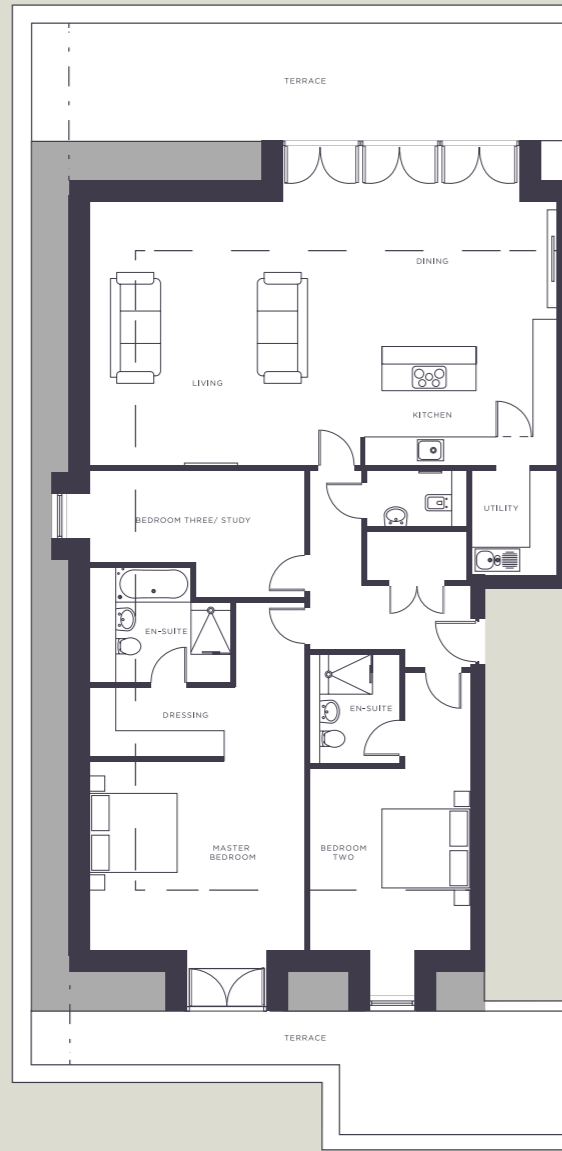 TERRACE
DINING
LIVING
KITCHEN
BEDROOM THREE/ STUDY
UTILITY
EN-SUITE
EN-SUITE
DRESSING
MASTER
BEDROOM
BEDROOM
TWO
TERRACE